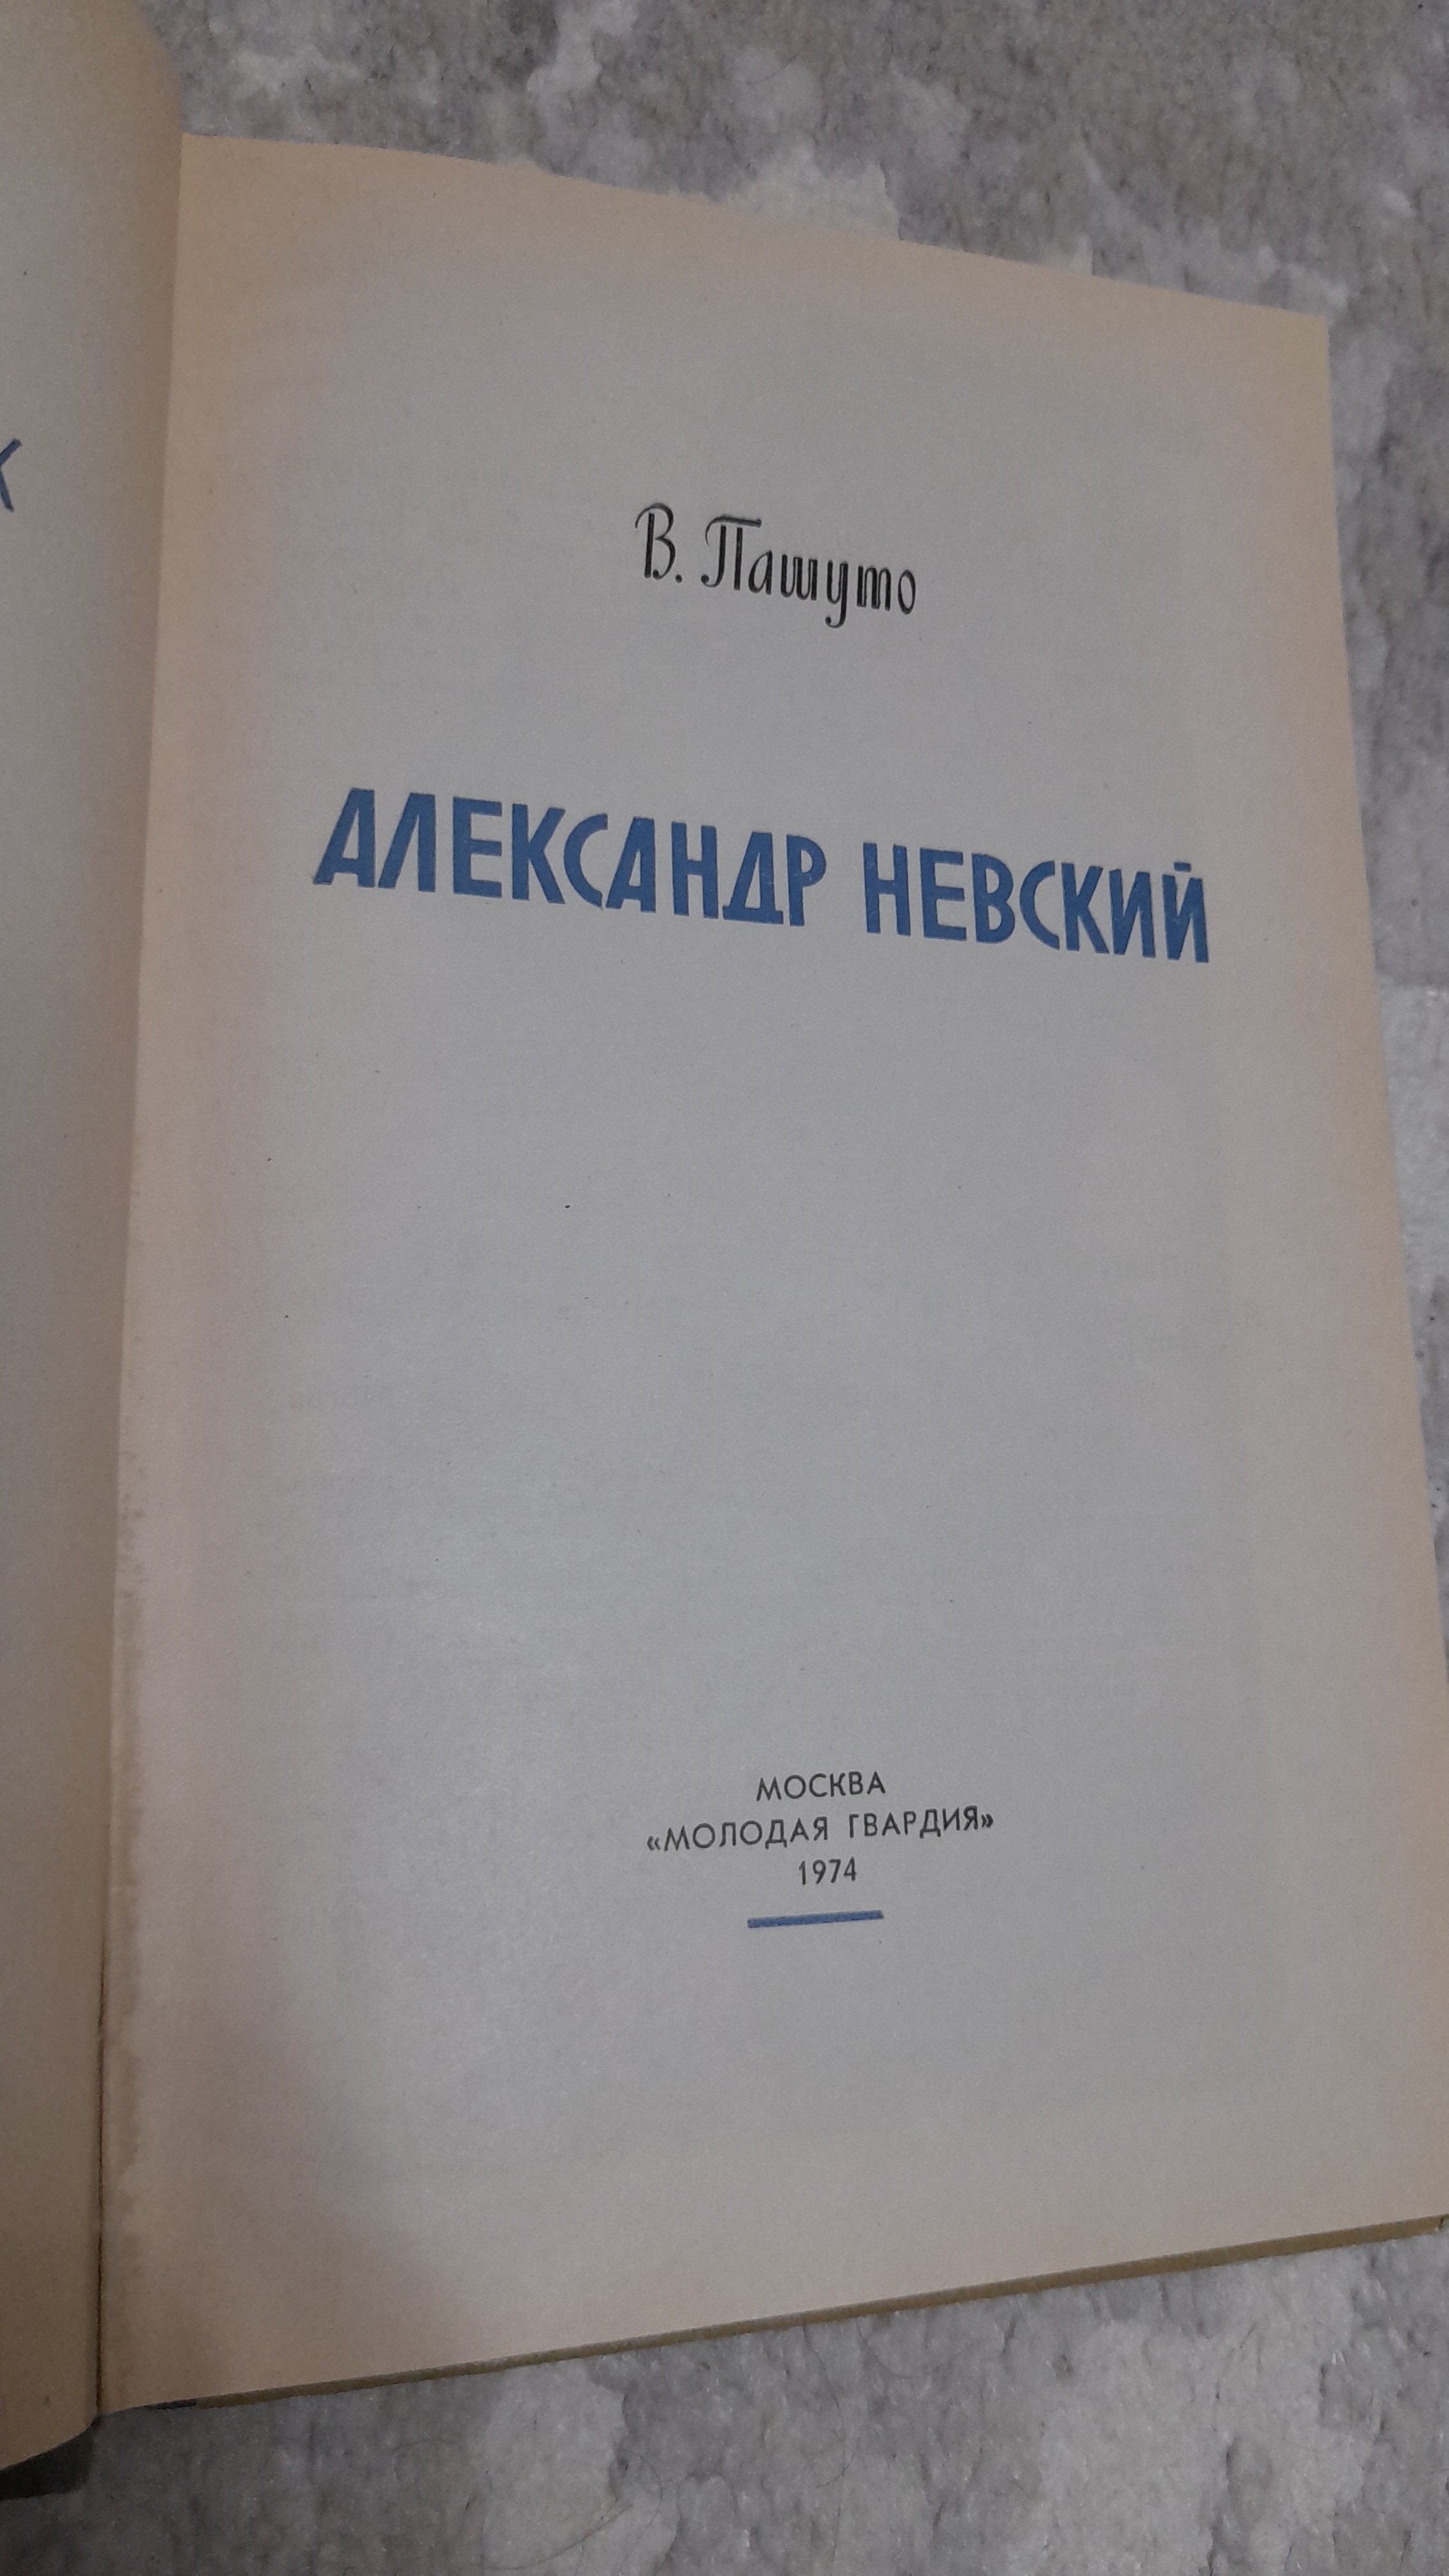 В. Пашуто
АЛЕКСАНДР НЕВСКИЙ
МОСКВА
«МОЛОДАЯ ГВАРДИЯ»
1974